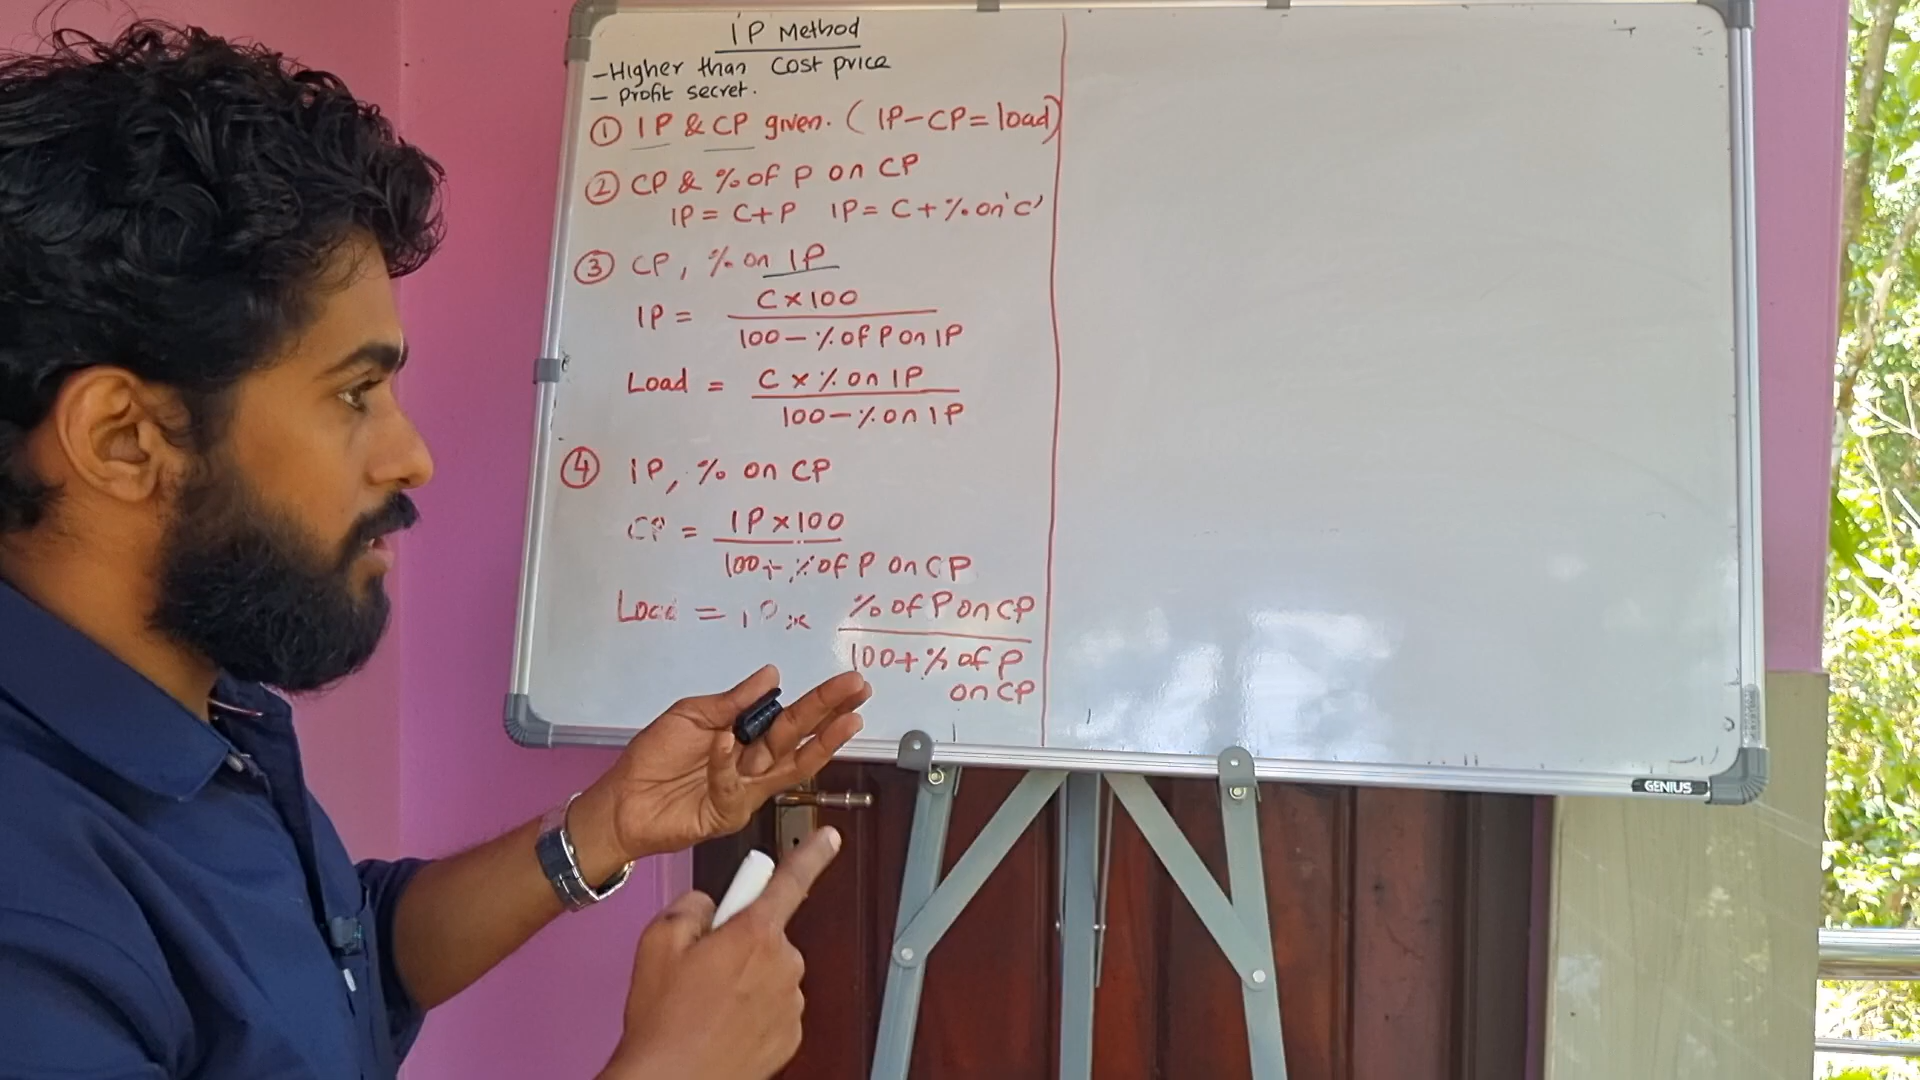 IP Method
- Higher than cost price
- profit secret.
① IP & CP given. (IP-CP=load)
② CP & % of P on CP
IP = C+P IP = C+% on 'C'
③ CP, % on IP
IP = C×100
100-% of P on IP
Load = C × % on IP
100-% on IP
④ IP, % on CP
CP = IP×100
100+% of P on CP
Load = IP × % of P on CP
100+% of P
on CP
GENIUS